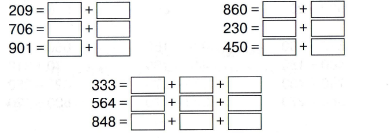 209 = □ + □
706 = □ + □
901 = □ + □
860 = □ + □
230 = □ + □
450 = □ + □
333 = □ + □ + □
564 = □ + □ + □
848 = □ + □ + □